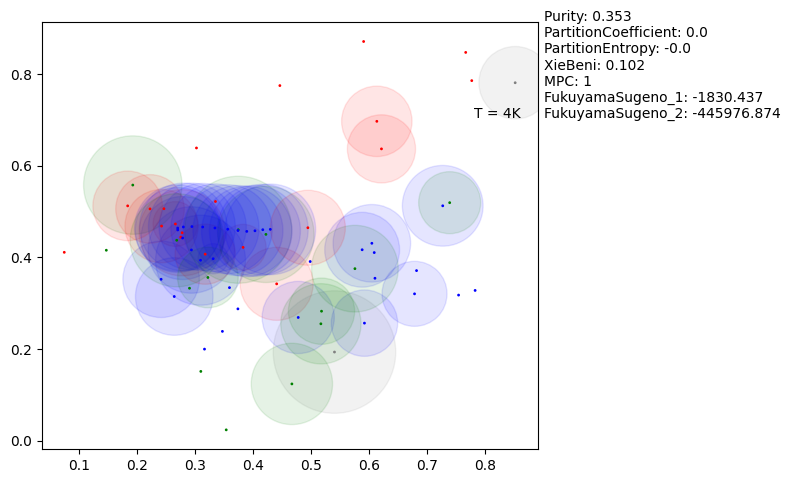 Purity: 0.353
PartitionCoefficient: 0.0
PartitionEntropy: -0.0
XieBeni: 0.102
MPC: 1
FukuyamaSugeno_1: -1830.437
FukuyamaSugeno_2: -445976.874
T = 4K
0.8
0.6
0.4
0.2
0.0
0.1 0.2 0.3 0.4 0.5 0.6 0.7 0.8